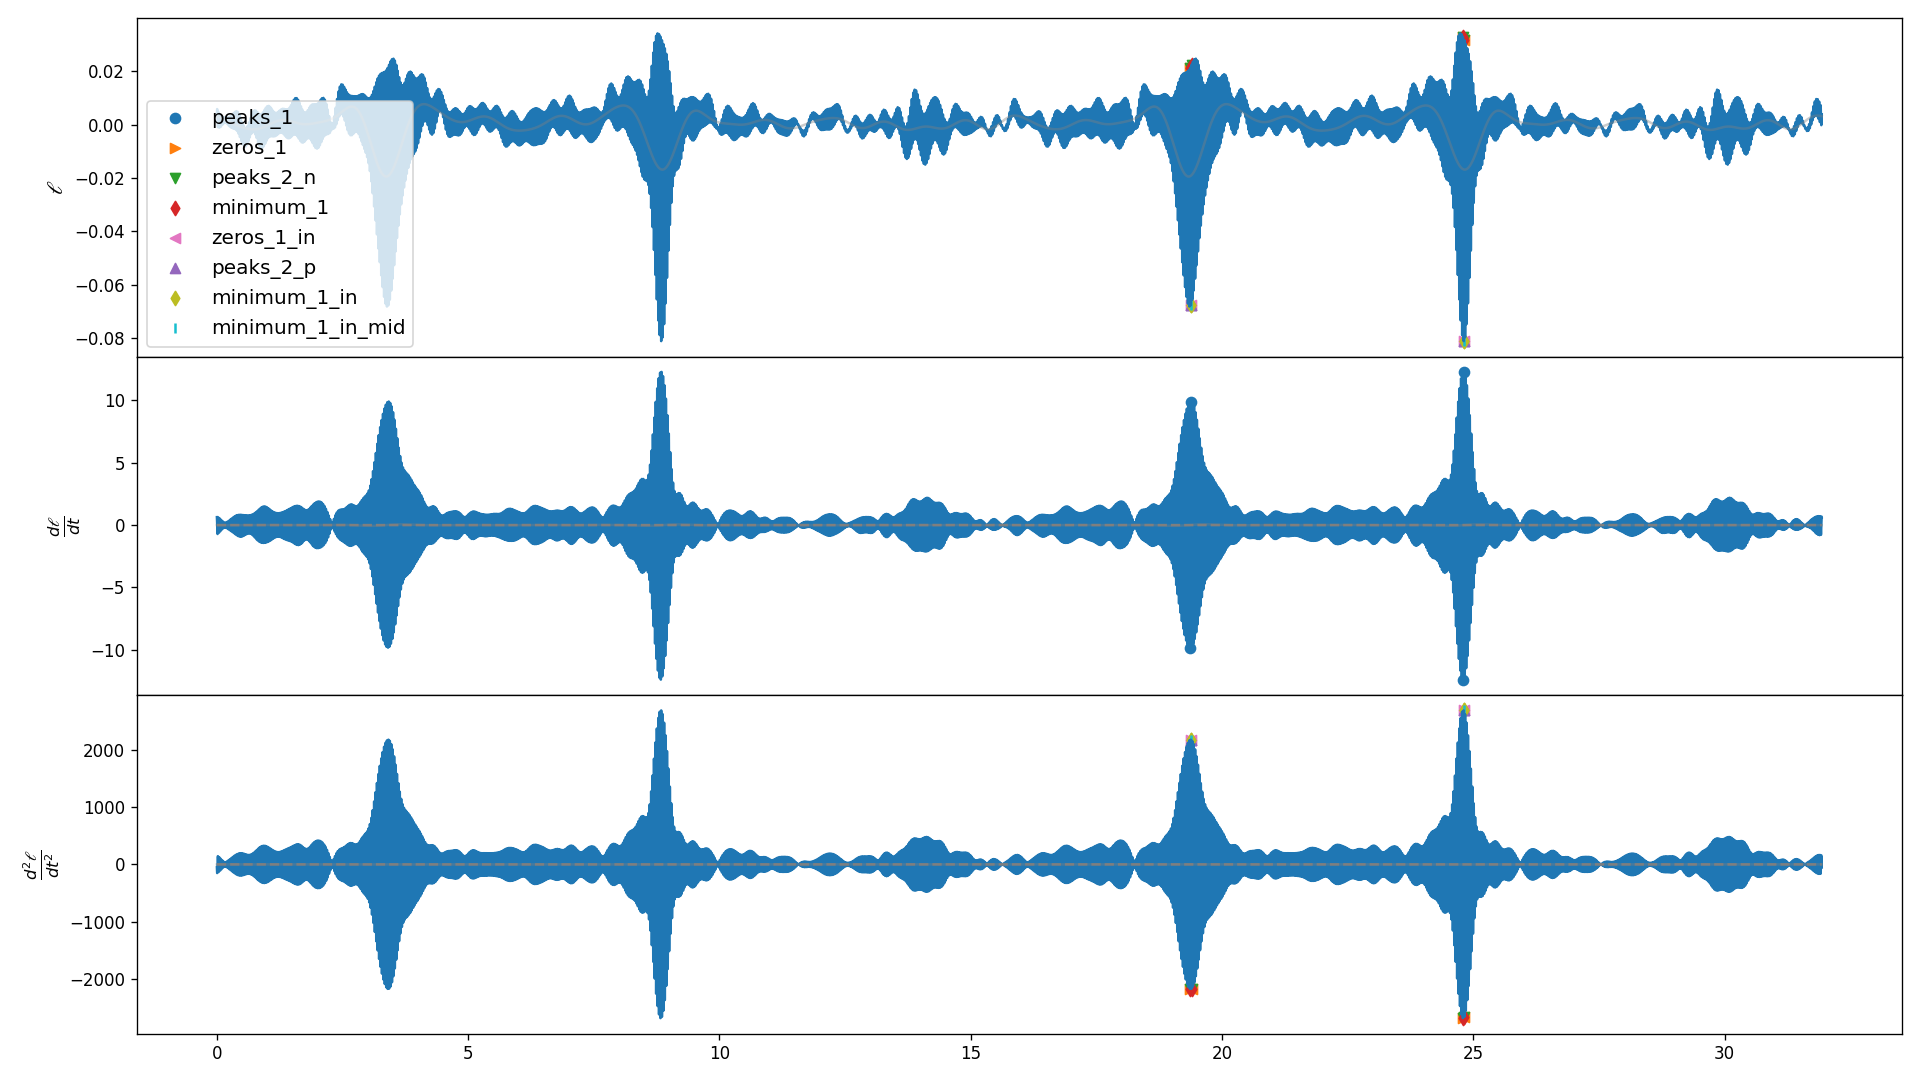 0.02
0.00
−0.02
−0.04
−0.06
−0.08
ℓ
peaks_1
zeros_1
peaks_2_n
minimum_1
zeros_1_in
peaks_2_p
minimum_1_in
minimum_1_in_mid
10
5
0
−5
−10
dℓ
dt
2000
1000
0
−1000
−2000
d²ℓ
dt²
0 5 10 15 20 25 30